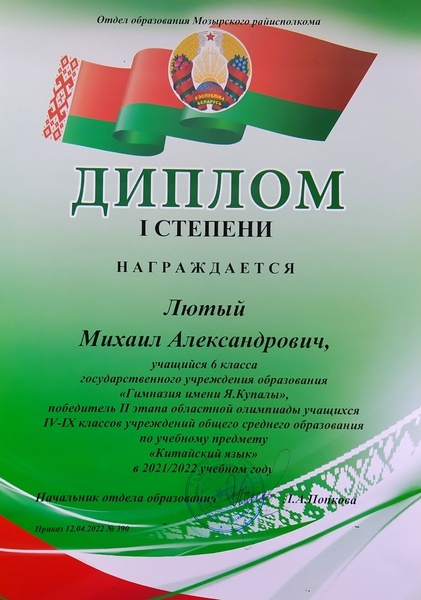 Отдел образования Мозырского райисполкома
РЭСПУБЛІКА
БЕЛАРУСЬ
ДИПЛОМ
I СТЕПЕНИ
НАГРАЖДАЕТСЯ
Лютый
Михаил Александрович,
учащийся 6 класса
государственного учреждения образования
«Гимназия имени Я.Купалы»,
победитель II этапа областной олимпиады учащихся
IV-IX классов учреждений общего среднего образования
по учебному предмету
«Китайский язык»
в 2021/2022 учебном году
Начальник отдела образования Л.А.Попкова
Приказ 12.04.2022 № 390